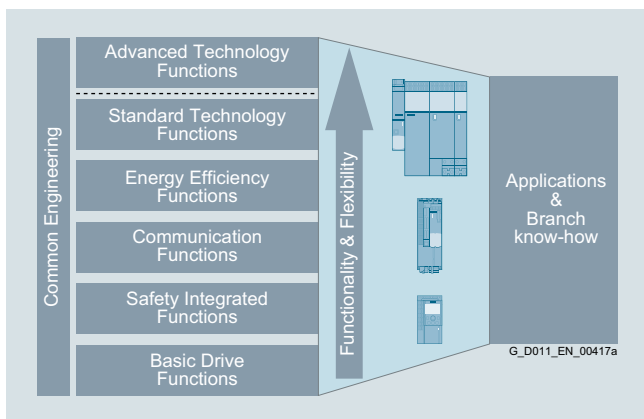 Common Engineering
Advanced Technology
Functions
Standard Technology
Functions
Energy Efficiency
Functions
Communication
Functions
Safety Integrated
Functions
Basic Drive
Functions
Functionality & Flexibility
Applications
&
Branch
know-how
G_D011_EN_00417a